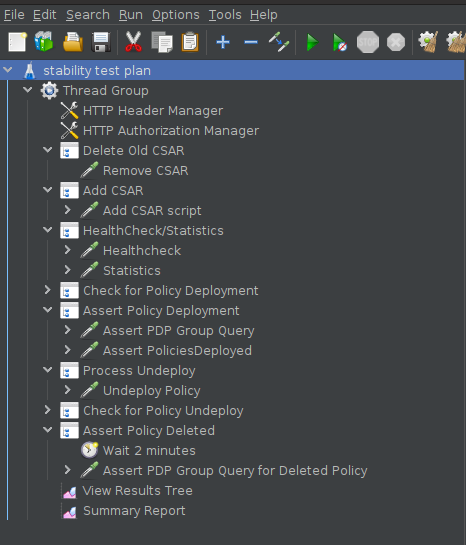 File Edit Search Run Options Tools Help
stability test plan
Thread Group
HTTP Header Manager
HTTP Authorization Manager
Delete Old CSAR
Remove CSAR
Add CSAR
Add CSAR script
HealthCheck/Statistics
Healthcheck
Statistics
Check for Policy Deployment
Assert Policy Deployment
Assert PDP Group Query
Assert PoliciesDeployed
Process Undeploy
Undeploy Policy
Check for Policy Undeploy
Assert Policy Deleted
Wait 2 minutes
Assert PDP Group Query for Deleted Policy
View Results Tree
Summary Report